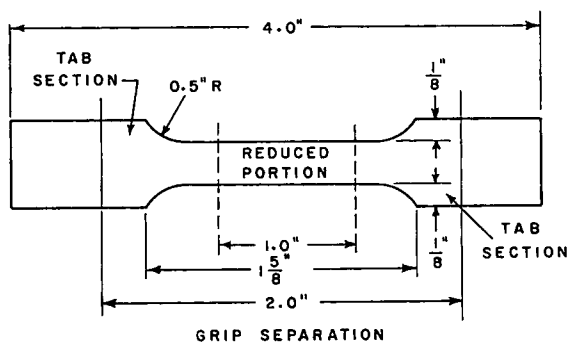 4.0"
TAB
SECTION
0.5" R
1/8"
REDUCED
PORTION
1.0"
1 5/8"
2.0"
1/8"
TAB
SECTION
GRIP SEPARATION